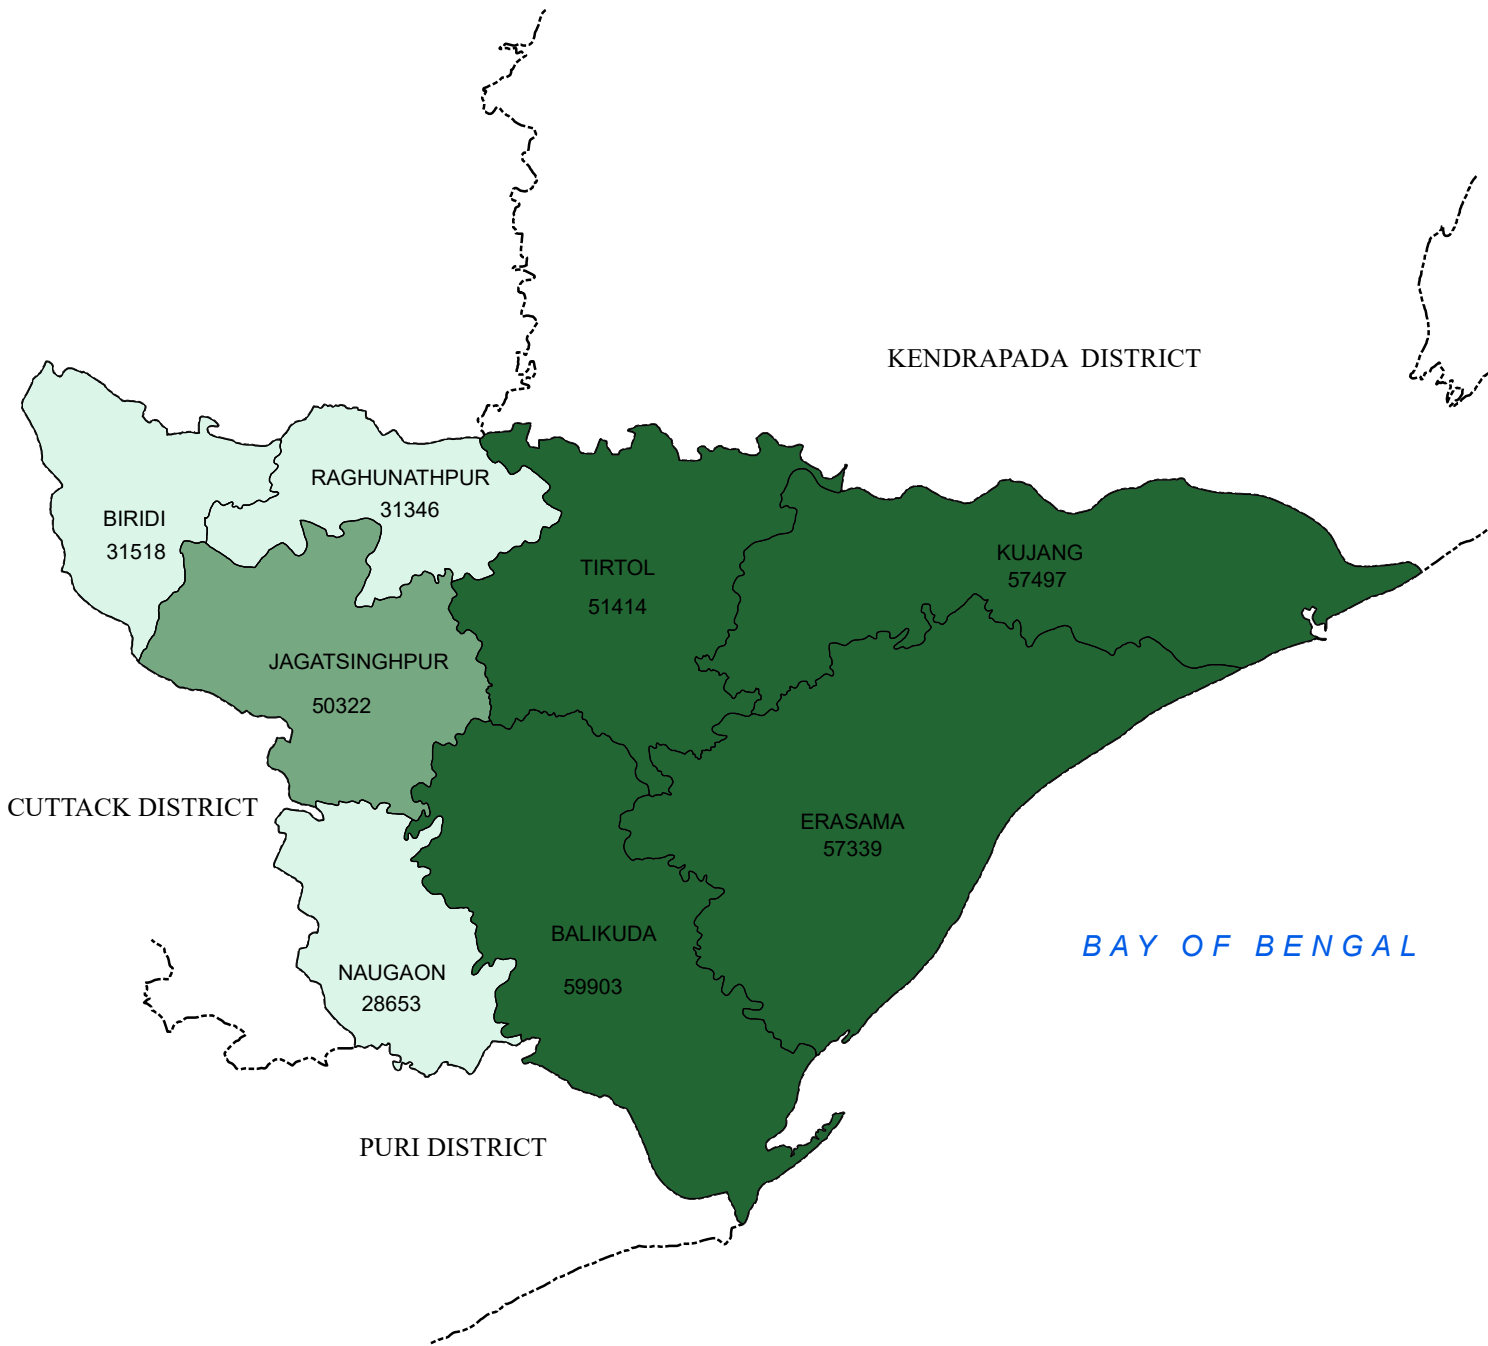 KENDRAPADA DISTRICT
RAGHUNATHPUR
31346
BIRIDI
31518
TIRTOL
51414
KUJANG
57497
JAGATSINGHPUR
50322
CUTTACK DISTRICT
ERASAMA
57339
BALIKUDA
59903
BAY OF BENGAL
NAUGAON
28653
PURI DISTRICT